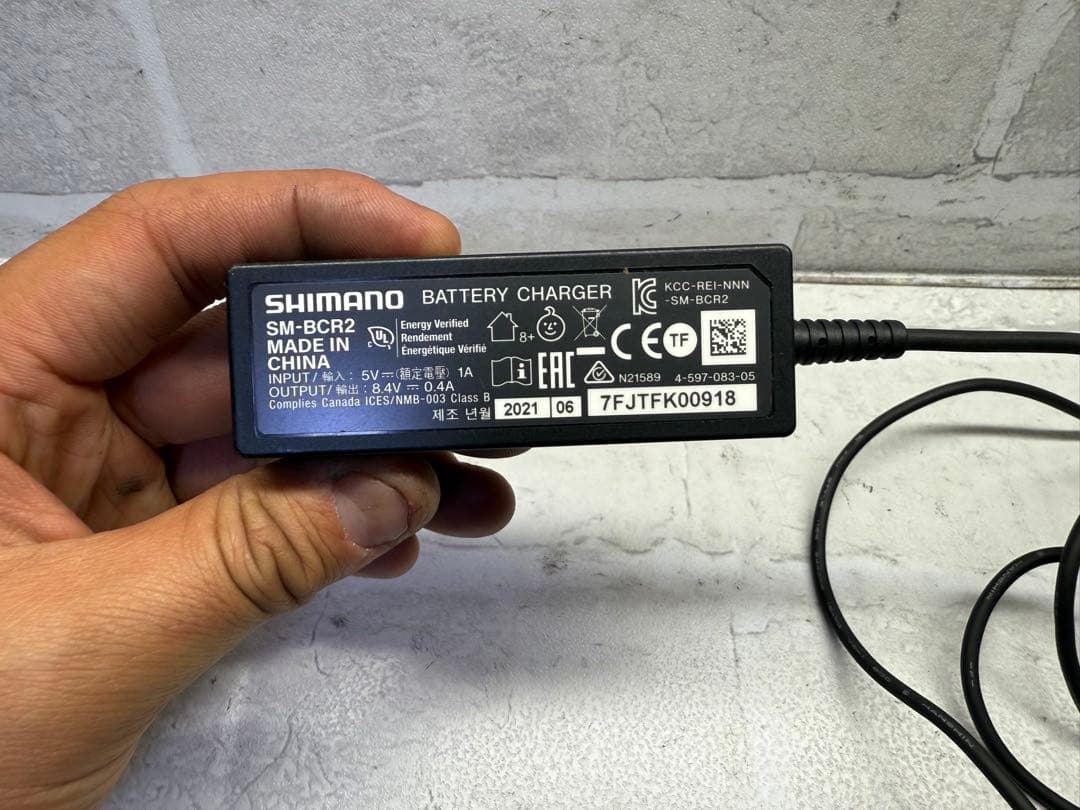 SHIMANO BATTERY CHARGER
KCC-REI-NNN
-SM-BCR2
SM-BCR2
MADE IN
CHINA
UL
Energy Verified
Rendement
Énergétique Vérifié
8+
CE TF
EAC
N21589 4-597-083-05
INPUT/ 輸入 : 5V⎓(額定電壓) 1A
OUTPUT/ 輸出 : 8.4V ⎓ 0.4A
Complies Canada ICES/NMB-003 Class B
제조 년월 2021 06 7FJTFK00918